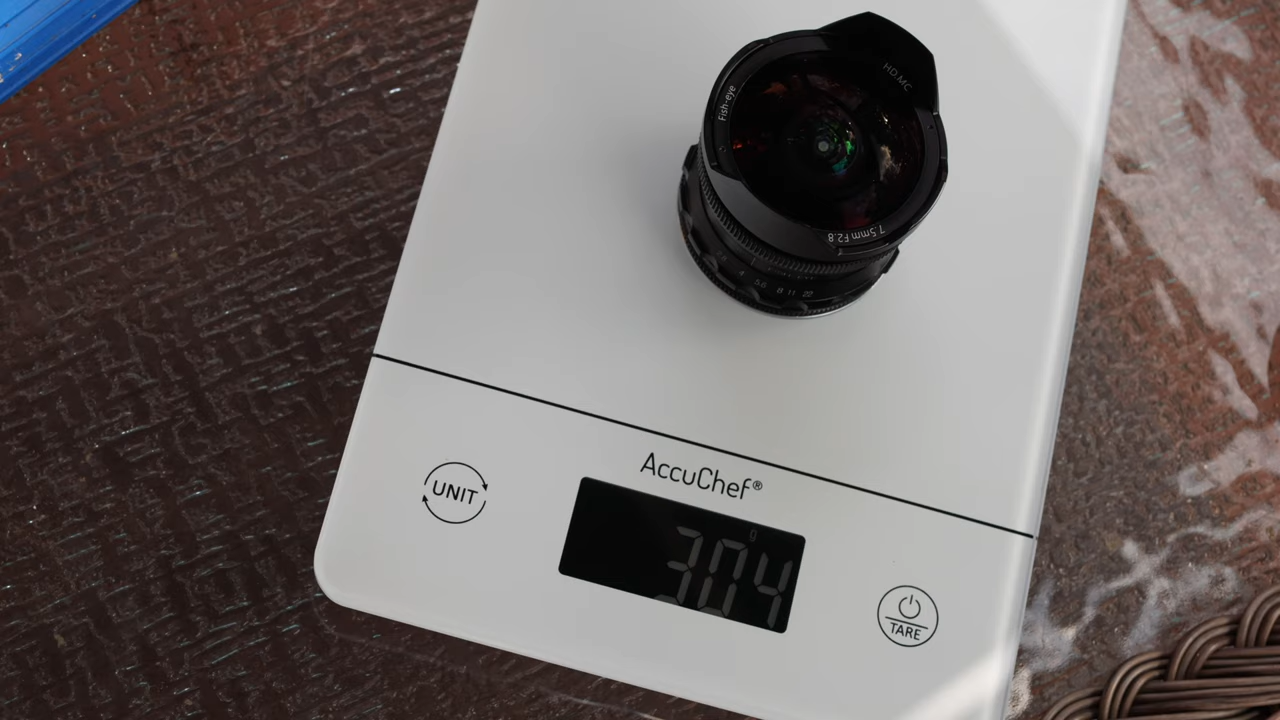 HD.MC
Fish-eye
7.5mm F2.8
4 5.6 8 11 22
AccuChef®
UNIT
304
TARE